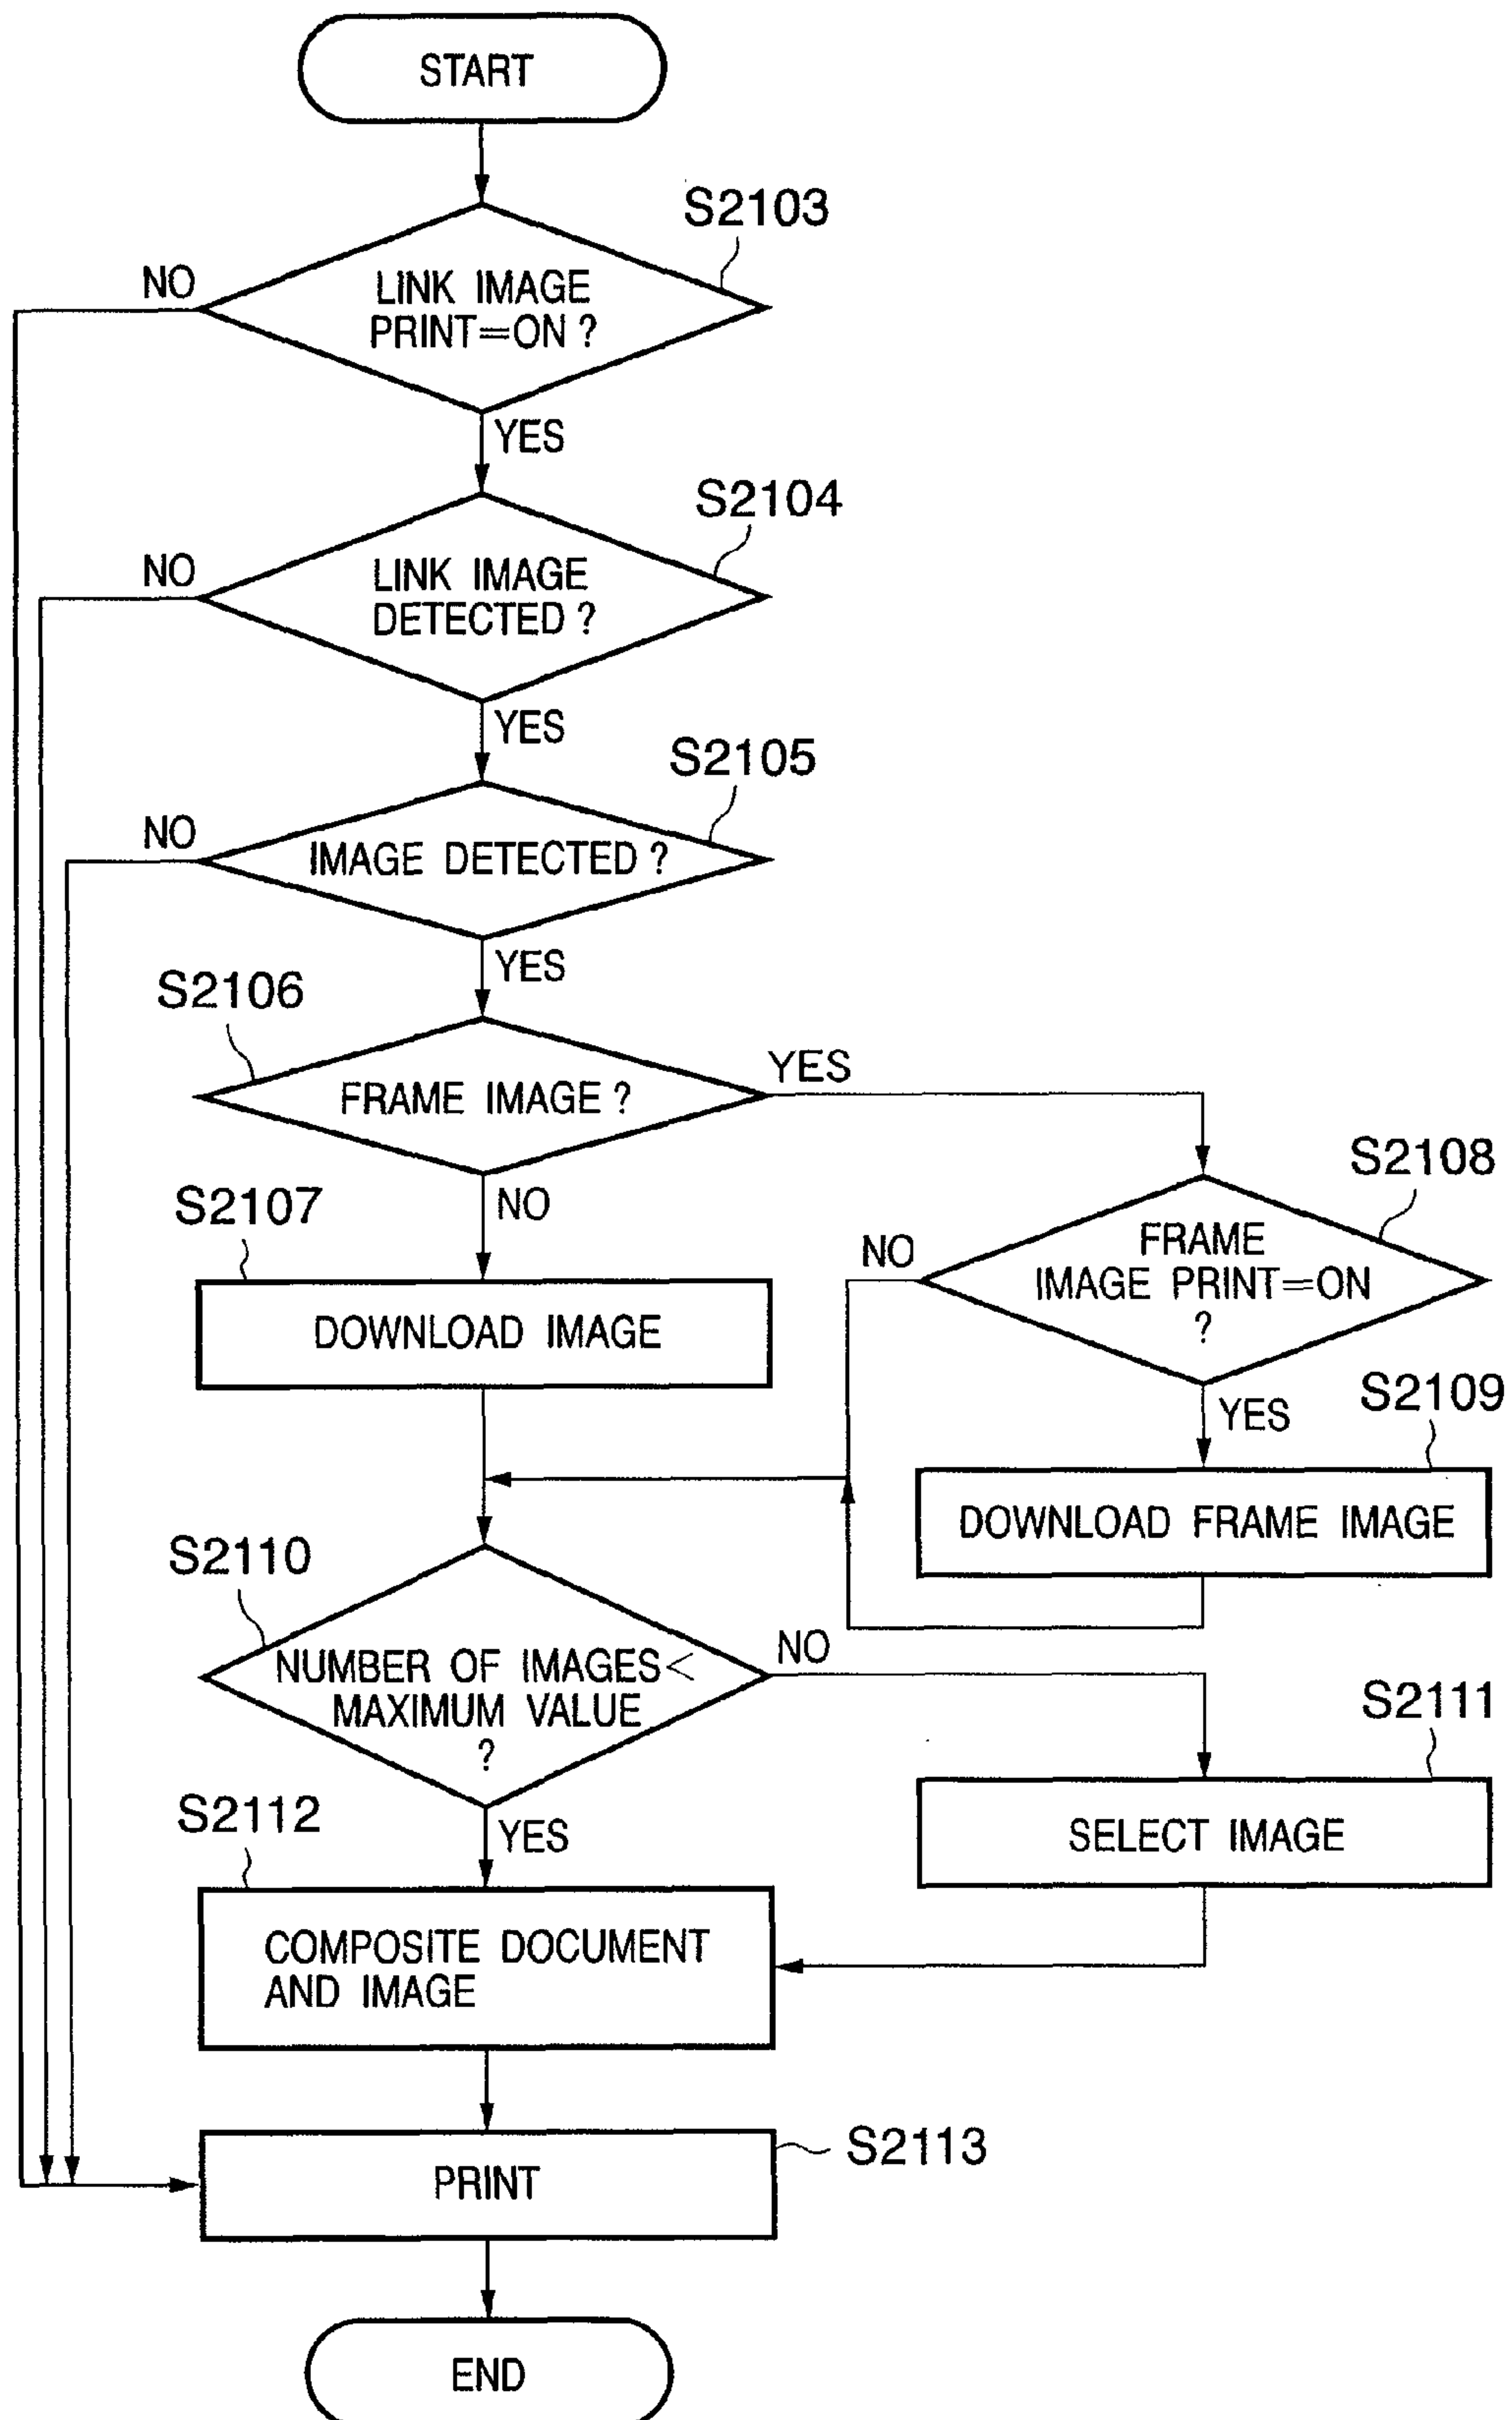 START
S2103
NO
LINK IMAGE
PRINT=ON ?
YES
S2104
NO
LINK IMAGE
DETECTED ?
YES
S2105
NO
IMAGE DETECTED ?
YES
S2106
FRAME IMAGE ?
YES
NO
S2107
DOWNLOAD IMAGE
S2108
NO
FRAME
IMAGE PRINT=ON
?
YES
S2109
DOWNLOAD FRAME IMAGE
S2110
NUMBER OF IMAGES<
MAXIMUM VALUE
?
NO
S2111
SELECT IMAGE
YES
S2112
COMPOSITE DOCUMENT
AND IMAGE
S2113
PRINT
END